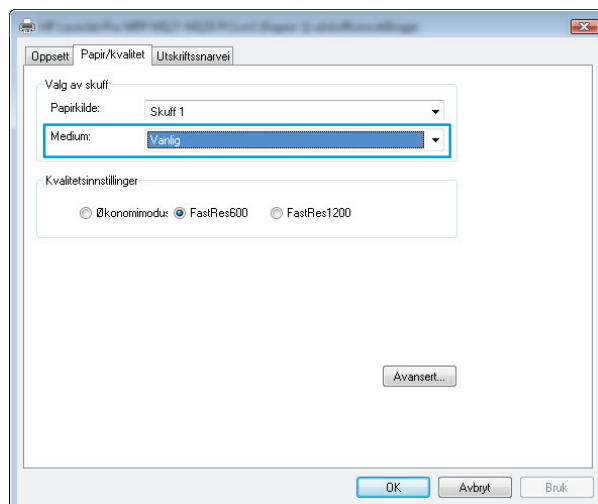 Oppsett Papir/kvalitet Utskriftssnarvei
Valg av skuff
Papirkilde: Skuff 1
Medium: Vanlig
Kvalitetsinnstillinger
Økonomimodu: FastRes600 FastRes1200
Avansert...
OK Avbryt Bruk